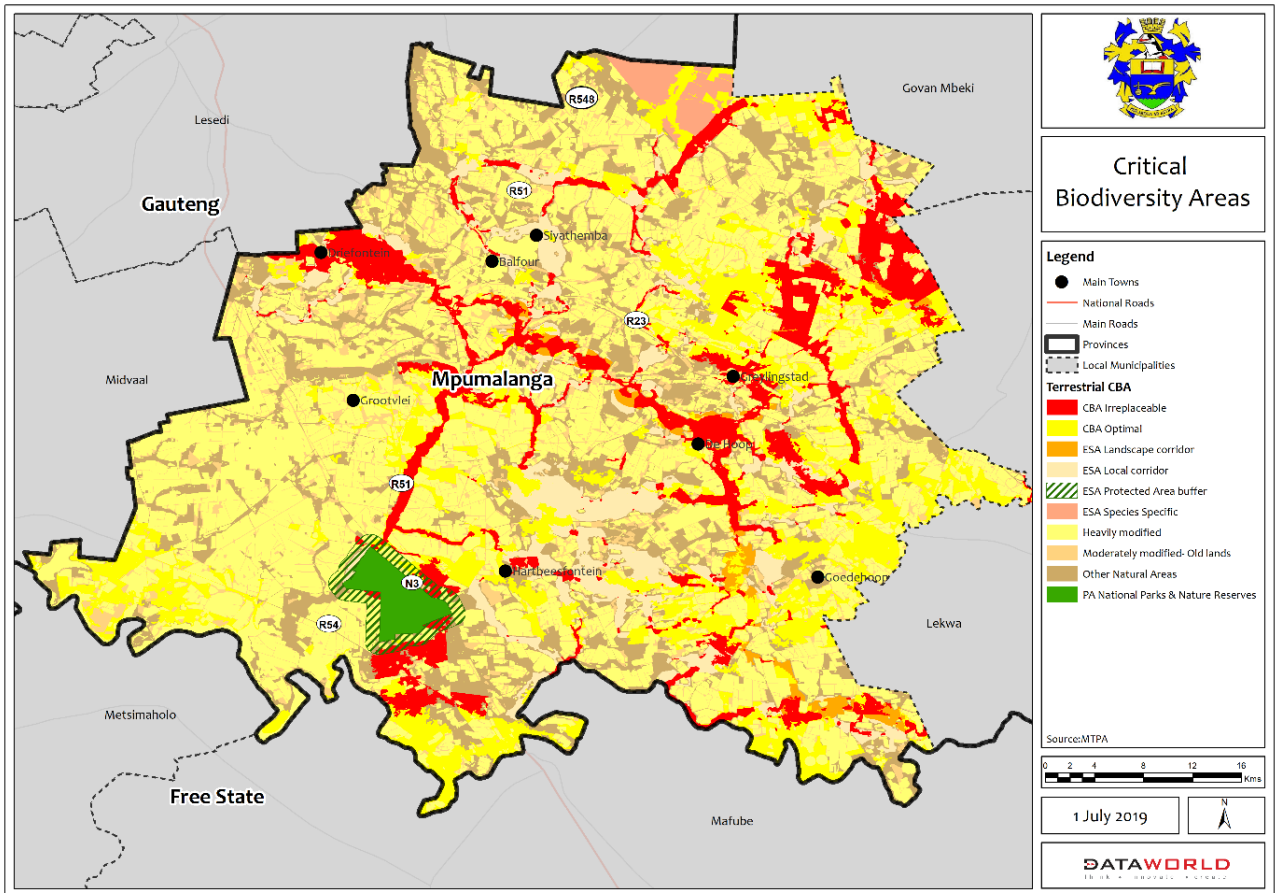 Govan Mbeki
R548
Lesedi
R51
Gauteng
Siyathemba
Balfour
R23
Midvaal
Mpumalanga
Grootvlei
R51
Hartbeesfontein
Goedehoop
N3
R54
Lekwa
Metsimaholo
Free State
Mafube
Critical
Biodiversity Areas
Legend
Main Towns
National Roads
Main Roads
Provinces
Local Municipalities
Terrestrial CBA
CBA Irreplaceable
CBA Optimal
ESA Landscape corridor
ESA Local corridor
ESA Protected Area buffer
ESA Species Specific
Heavily modified
Moderately modified- Old lands
Other Natural Areas
PA National Parks & Nature Reserves
Source:MTPA
0 2 4 8 12 16
Kms
1 July 2019
N
DATAWORLD